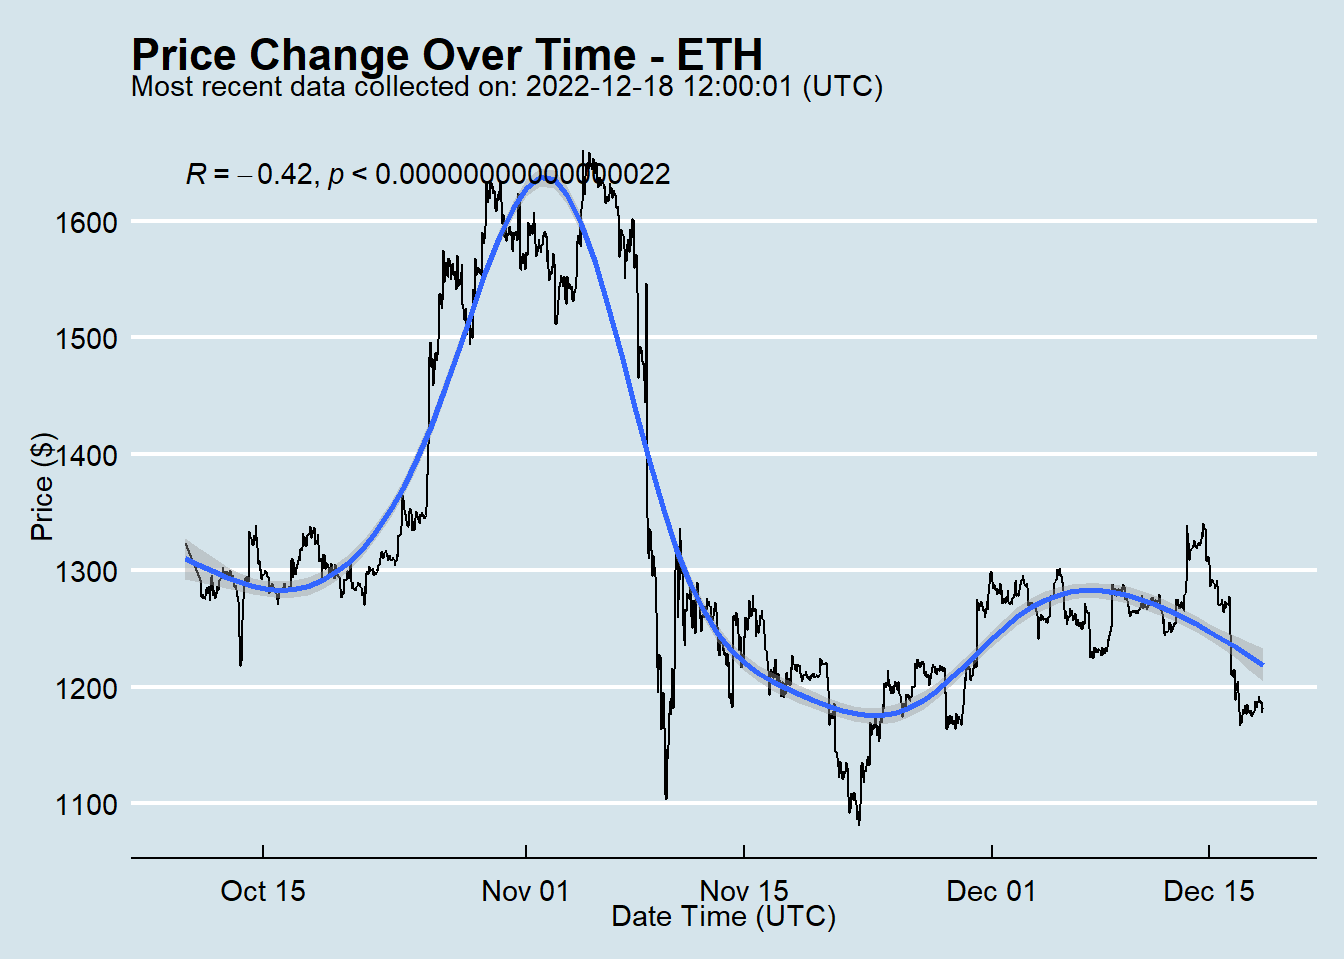 Price Change Over Time - ETH
Most recent data collected on: 2022-12-18 12:00:01 (UTC)
R = −0.42, p < 0.00000000000000022
1600
1500
1400
1300
1200
1100
Price ($)
Oct 15
Nov 01
Nov 15
Dec 01
Dec 15
Date Time (UTC)